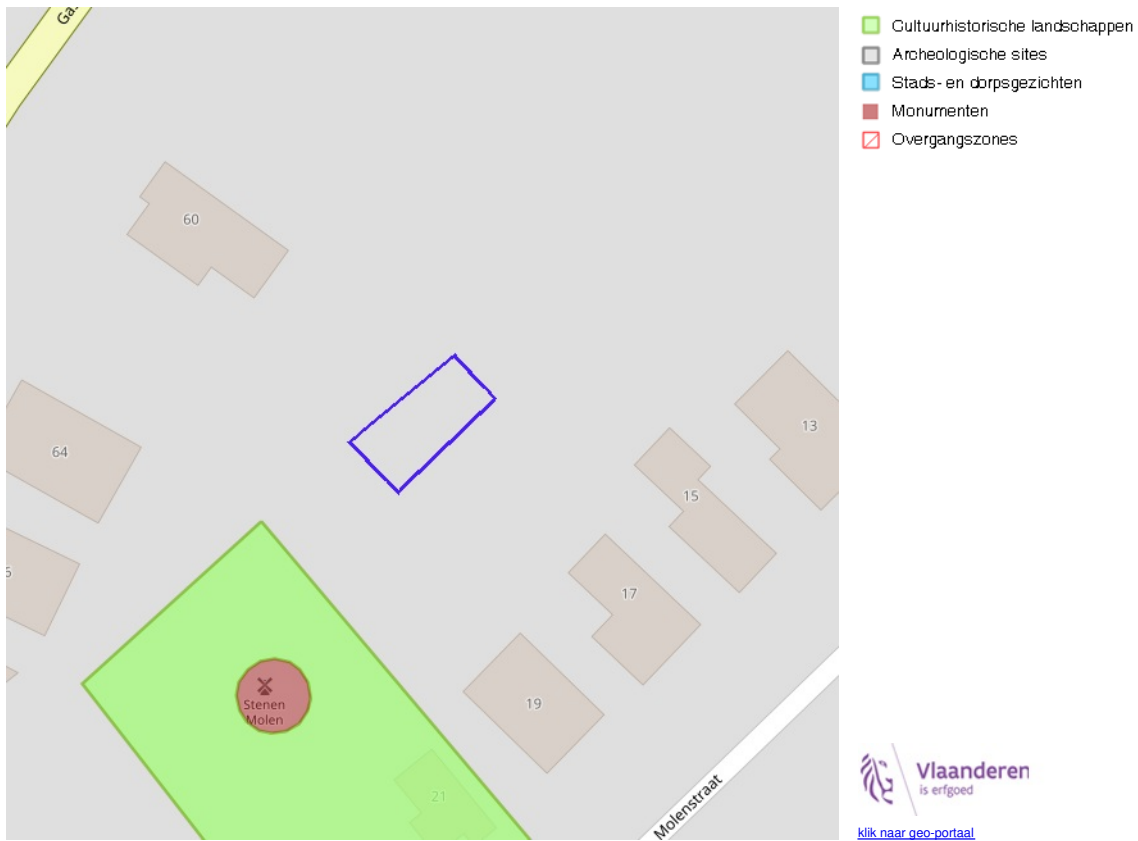 Ga
60
64
13
15
17
19
21
Stenen
Molen
Molenstraat
Cultuurhistorische landschappen
Archeologische sites
Stads- en dorpsgezichten
Monumenten
Overgangszones
Vlaanderen
is erfgoed
klik naar geo-portaal